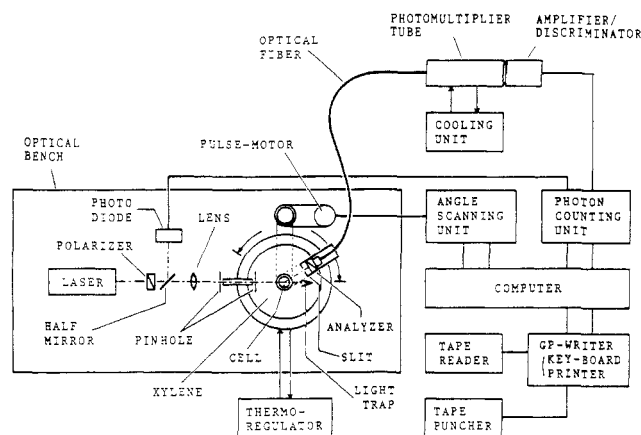 PHOTOMULTIPLIER
TUBE
AMPLIFIER/
DISCRIMINATOR
OPTICAL
FIBER
COOLING
UNIT
OPTICAL
BENCH
PULSE-MOTOR
PHOTO
DIODE
LENS
POLARIZER
ANGLE
SCANNING
UNIT
PHOTON
COUNTING
UNIT
LASER
COMPUTER
HALF
MIRROR
PINHOLE
ANALYZER
CELL
SLIT
XYLENE
LIGHT
TRAP
TAPE
READER
GP-WRITER
KEY-BOARD
PRINTER
THERMO-
REGULATOR
TAPE
PUNCHER